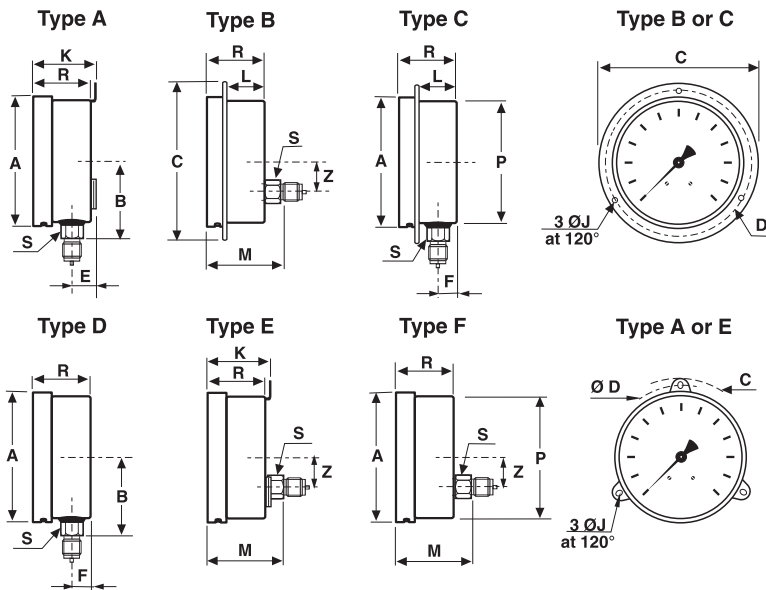 Type A
Type B
Type C
Type B or C
K
R
A
B
S
E
R
L
C
S
Z
M
R
L
A
P
S
F
C
3 ØJ
at 120°
D
Type D
Type E
Type F
Type A or E
R
A
B
S
F
K
R
S
Z
M
R
A
S
Z
P
M
Ø D
C
3 ØJ
at 120°